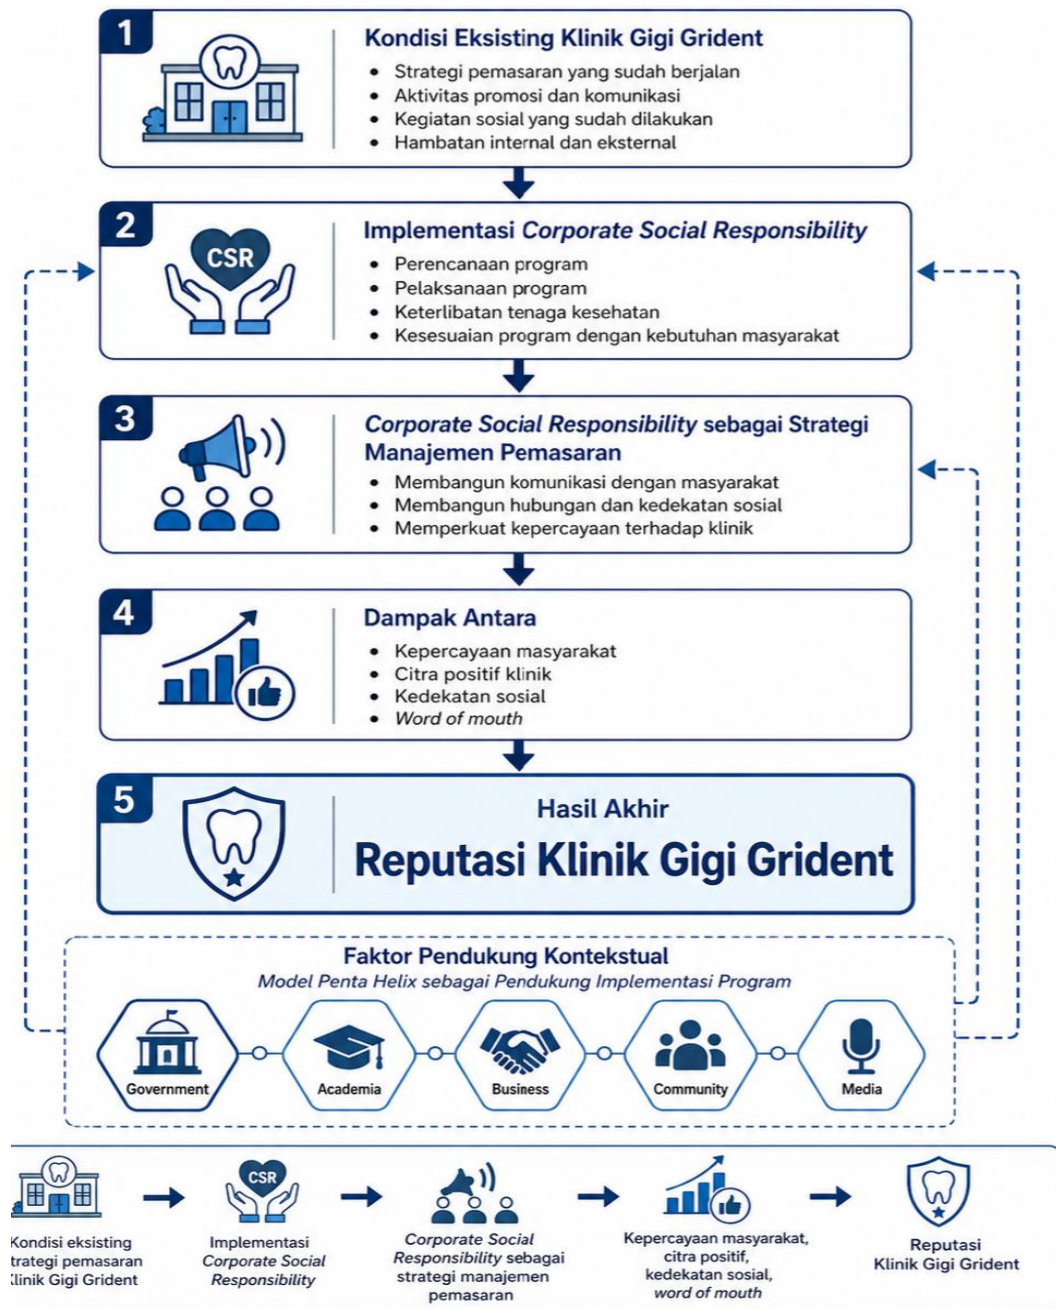 1
Kondisi Eksisting Klinik Gigi Grident
• Strategi pemasaran yang sudah berjalan
• Aktivitas promosi dan komunikasi
• Kegiatan sosial yang sudah dilakukan
• Hambatan internal dan eksternal
2
CSR
Implementasi Corporate Social Responsibility
• Perencanaan program
• Pelaksanaan program
• Keterlibatan tenaga kesehatan
• Kesesuaian program dengan kebutuhan masyarakat
3
Corporate Social Responsibility sebagai Strategi
Manajemen Pemasaran
• Membangun komunikasi dengan masyarakat
• Membangun hubungan dan kedekatan sosial
• Memperkuat kepercayaan terhadap klinik
4
Dampak Antara
• Kepercayaan masyarakat
• Citra positif klinik
• Kedekatan sosial
• Word of mouth
5
Hasil Akhir
Reputasi Klinik Gigi Grident
Faktor Pendukung Kontekstual
Model Penta Helix sebagai Pendukung Implementasi Program
Government
Academia
Business
Community
Media
Kondisi eksisting
trategi pemasaran
Klinik Gigi Grident
CSR
Implementasi
Corporate Social
Responsibility
Corporate Social
Responsibility sebagai
strategi manajemen
pemasaran
Kepercayaan masyarakat,
citra positif,
kedekatan sosial,
word of mouth
Reputasi
Klinik Gigi Grident